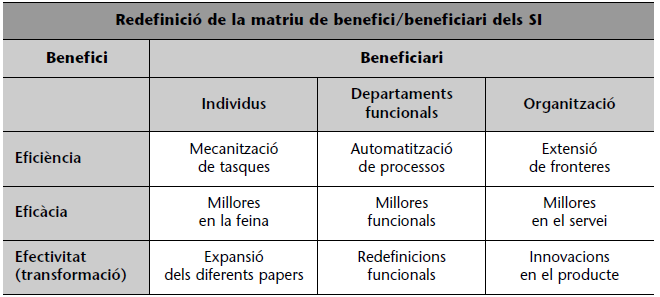 Redefinició de la matriu de benefici/beneficiari dels SI
Benefici Beneficiari
Individus Departaments funcionals Organització
Eficiència Mecanització de tasques Automatització de processos Extensió de fronteres
Eficàcia Millores en la feina Millores funcionals Millores en el servei
Efectivitat (transformació) Expansió dels diferents papers Redefinicions funcionals Innovacions en el producte